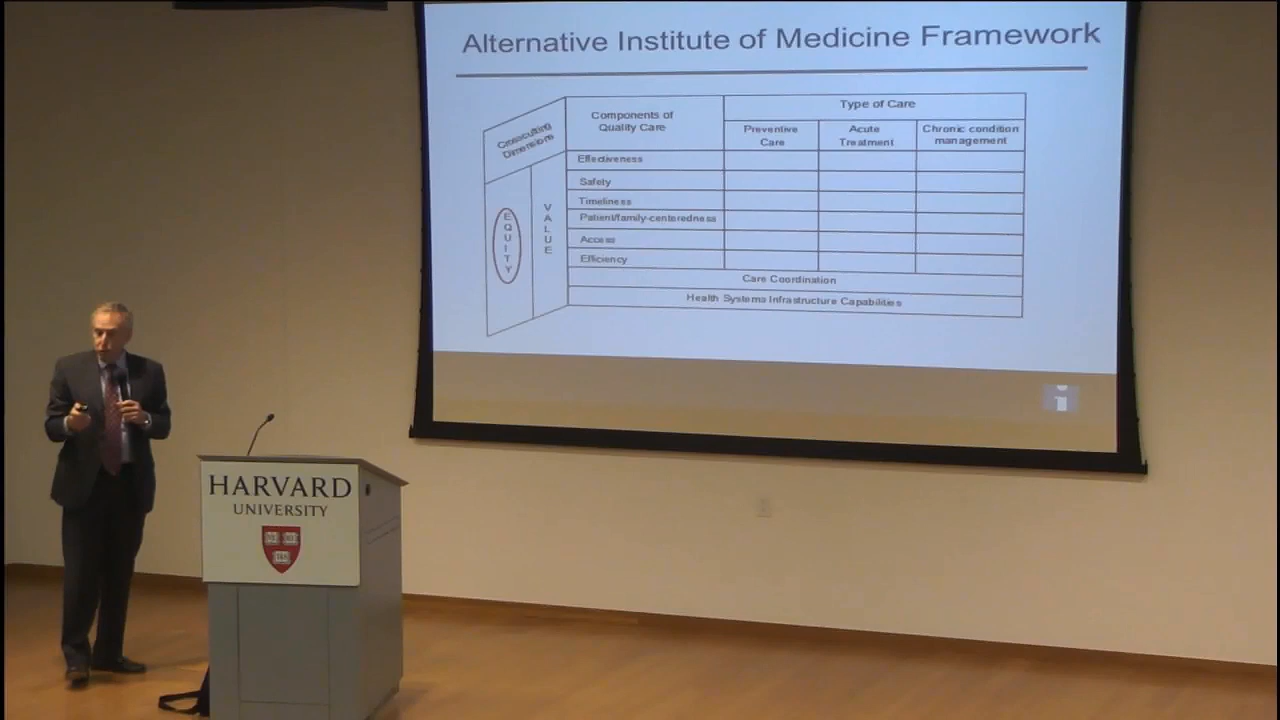 Alternative Institute of Medicine Framework
Crosscutting
Dimensions
Components of
Quality Care
Type of Care
Preventive
Care
Acute
Treatment
Chronic condition
management
EQUITY
VALUE
Effectiveness
Safety
Timeliness
Patient/family-centeredness
Access
Efficiency
Care Coordination
Health Systems Infrastructure Capabilities
HARVARD
UNIVERSITY